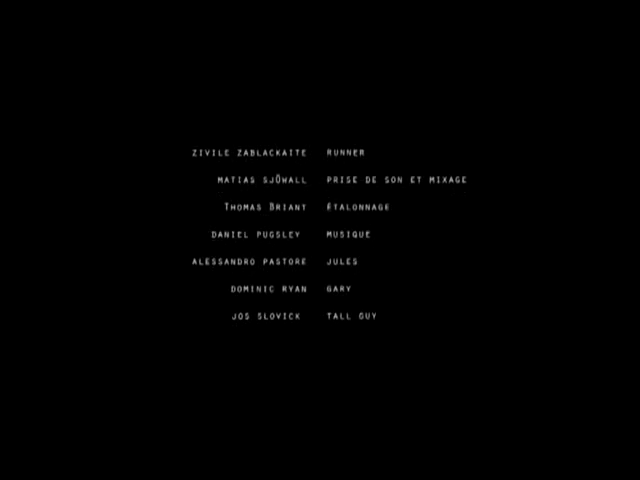 ZIVILE ZABLACKAITE RUNNER
MATIAS SJÖWALL PRISE DE SON ET MIXAGE
THOMAS BRIANT ÉTALONNAGE
DANIEL PUGSLEY MUSIQUE
ALESSANDRO PASTORE JULES
DOMINIC RYAN GARY
JOS SLOVICK TALL GUY